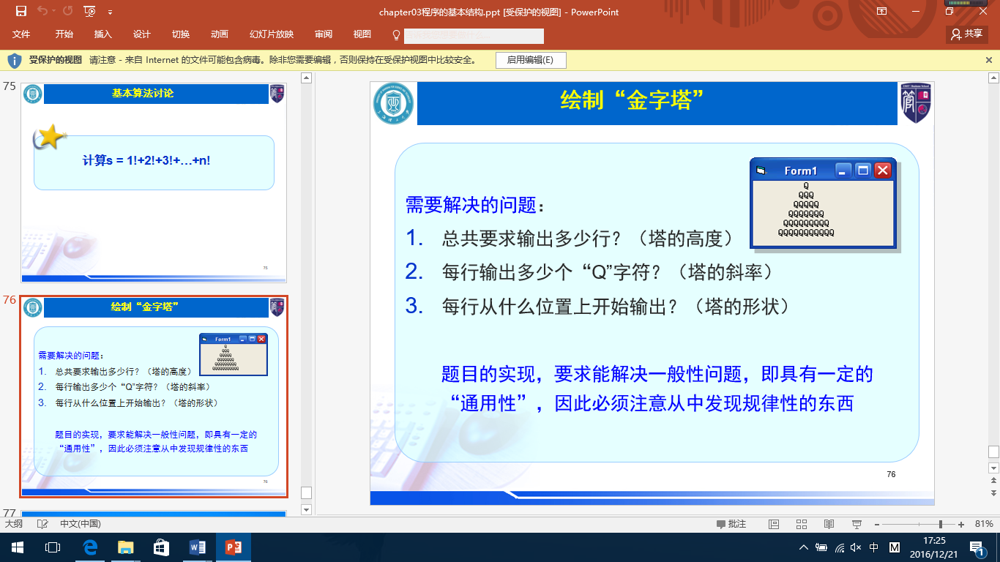 chapter03程序的基本结构.ppt [受保护的视图] - PowerPoint
文件 开始 插入 设计 切换 动画 幻灯片放映 审阅 视图 共享
受保护的视图 请注意 - 来自 Internet 的文件可能包含病毒。除非您需要编辑，否则保持在受保护视图中比较安全。 启用编辑(E)
75
基本算法讨论
计算s = 1!+2!+3!+…+n!
75
76
绘制“金字塔”
Form1
Q
QQQ
QQQQQ
QQQQQQQ
QQQQQQQQQ
QQQQQQQQQQQ
需要解决的问题：
1. 总共要求输出多少行？（塔的高度）
2. 每行输出多少个“Q”字符？（塔的斜率）
3. 每行从什么位置上开始输出？（塔的形状）
题目的实现，要求能解决一般性问题，即具有一定的
“通用性”，因此必须注意从中发现规律性的东西
76
77
绘制“金字塔”
Form1
Q
QQQ
QQQQQ
QQQQQQQ
QQQQQQQQQ
QQQQQQQQQQQ
需要解决的问题：
1. 总共要求输出多少行？（塔的高度）
2. 每行输出多少个“Q”字符？（塔的斜率）
3. 每行从什么位置上开始输出？（塔的形状）
题目的实现，要求能解决一般性问题，即具有一定的
“通用性”，因此必须注意从中发现规律性的东西
76
大纲 中文(中国) 批注 81%
中 M 17:25
2016/12/21
1